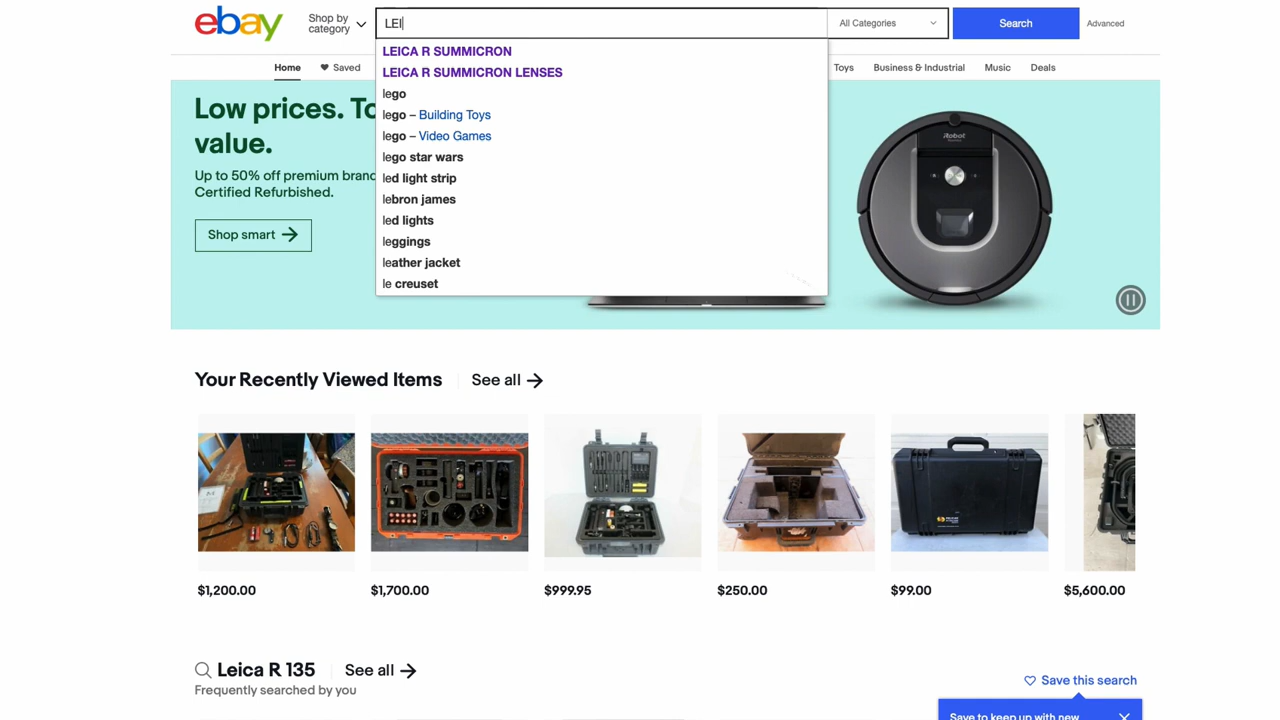 ebay
Shop by
category
LEI
All Categories
Search
Advanced
LEICA R SUMMICRON
LEICA R SUMMICRON LENSES
lego
lego – Building Toys
lego – Video Games
lego star wars
led light strip
lebron james
led lights
leggings
leather jacket
le creuset
Home
Saved
Toys
Business & Industrial
Music
Deals
Low prices. To
value.
Up to 50% off premium brand
Certified Refurbished.
Shop smart
iRobot
Your Recently Viewed Items
See all
$1,200.00
$1,700.00
$999.95
$250.00
$99.00
$5,600.00
Leica R 135
See all
Frequently searched by you
Save this search
Save to keep up with new